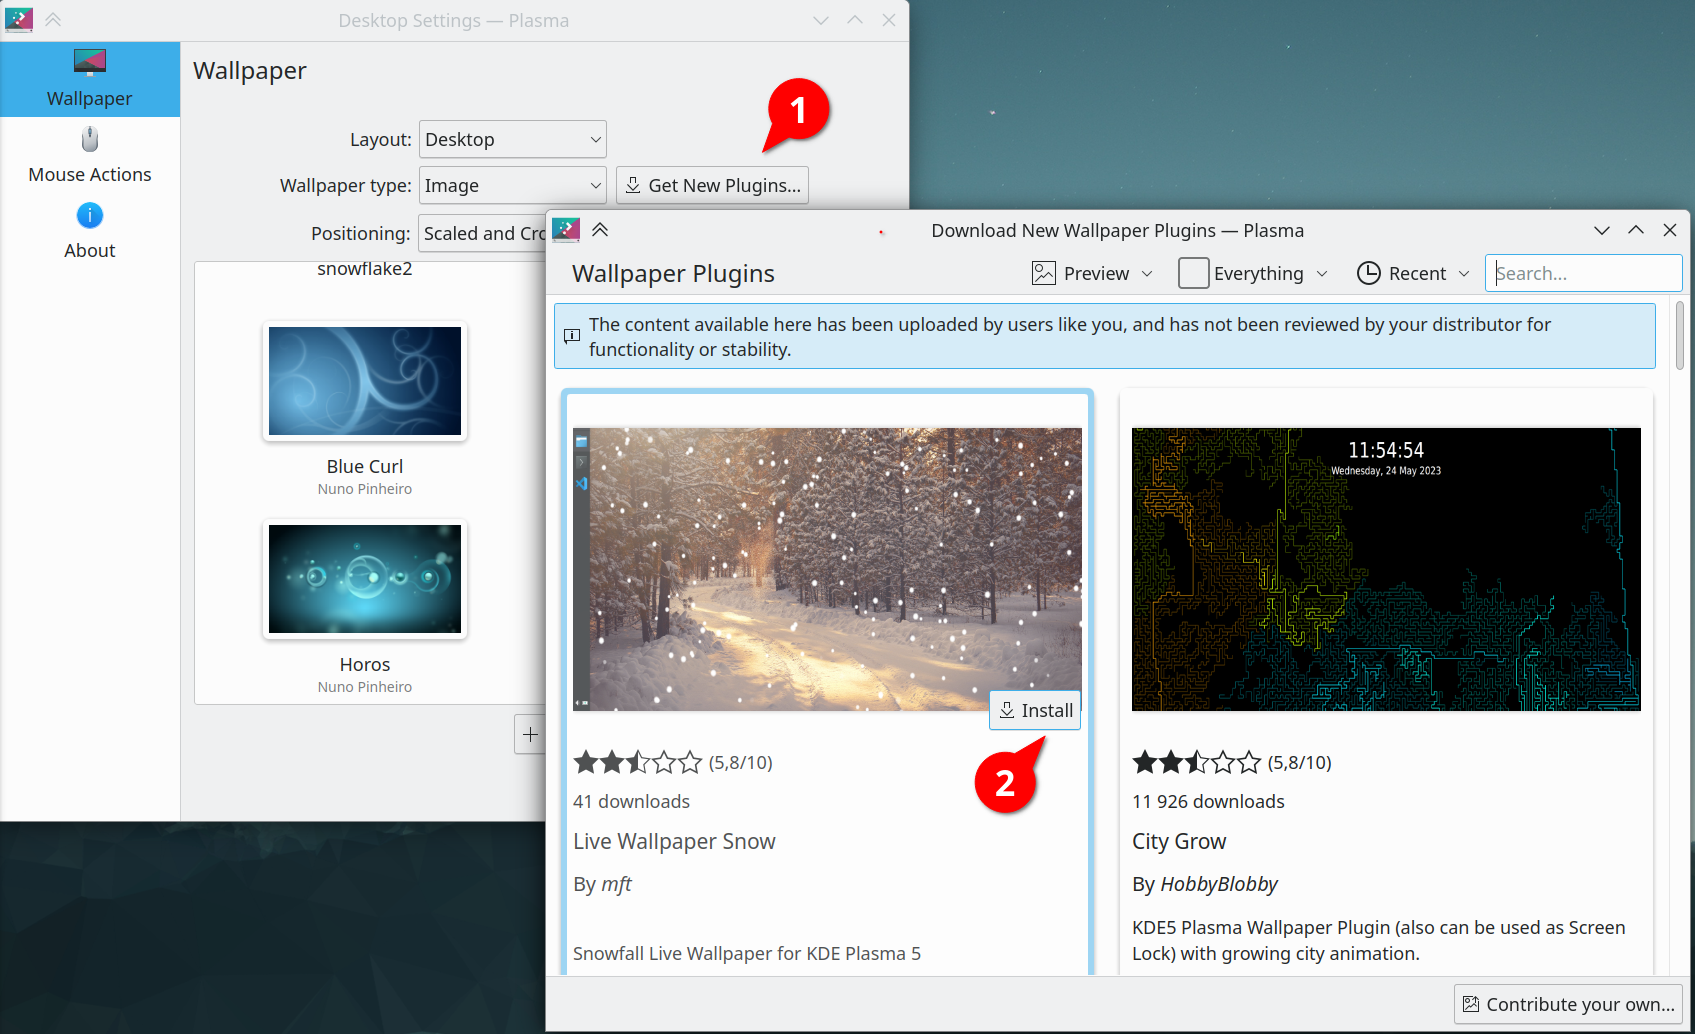 Desktop Settings — Plasma
Wallpaper
Mouse Actions
About
Wallpaper
1
Layout: Desktop
Wallpaper type: Image Get New Plugins...
Positioning: Scaled and Cro
snowflake2
Blue Curl
Nuno Pinheiro
Horos
Nuno Pinheiro
Download New Wallpaper Plugins — Plasma
Wallpaper Plugins Preview Everything Recent Search...
The content available here has been uploaded by users like you, and has not been reviewed by your distributor for
functionality or stability.
Install
2
(5,8/10)
41 downloads
Live Wallpaper Snow
By mft
Snowfall Live Wallpaper for KDE Plasma 5
11:54:54
Wednesday, 24 May 2023
(5,8/10)
11 926 downloads
City Grow
By HobbyBlobby
KDE5 Plasma Wallpaper Plugin (also can be used as Screen
Lock) with growing city animation.
Contribute your own...